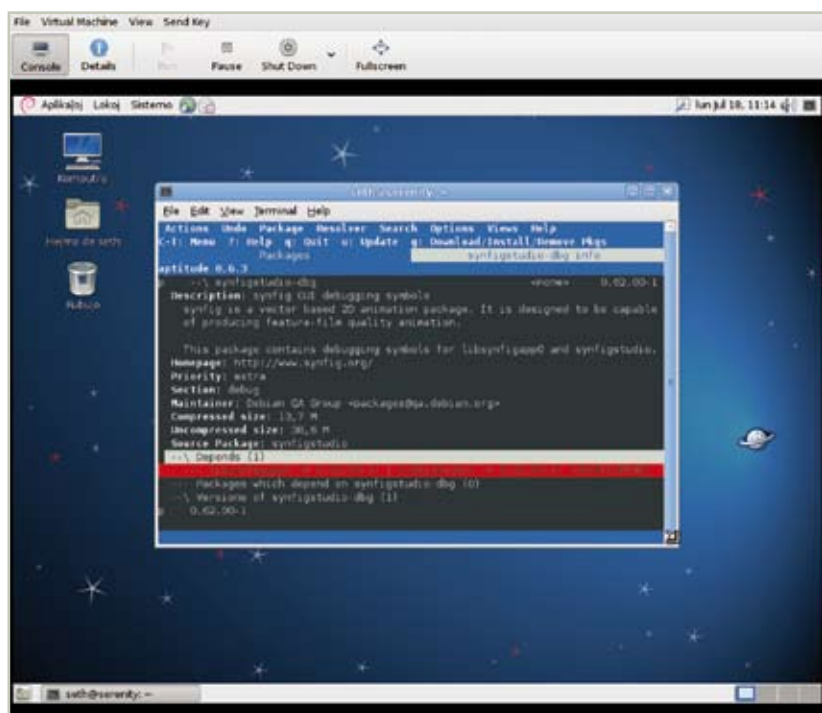 File Virtual Machine View Send Key
Console Details Run Pause Shut Down Fullscreen
Aplikaĵoj Lokoj Sistemo lun jul 18, 11:14
Komputilo
Hejmo de seth
Rubujo
seth@serenity: ~
File Edit View Terminal Help
Actions Undo Package Resolver Search Options Views Help
C-T: Menu ?: Help q: Quit u: Update g: Download/Install/Remove Pkgs
Packages synfigstudio-dbg info
aptitude 0.6.3
p --\ synfigstudio-dbg <none> 0.62.00-1
Description: synfig GUI debugging symbols
synfig is a vector based 2D animation package. It is designed to be capable
of producing feature-film quality animation.
This package contains debugging symbols for libsynfigapp0 and synfigstudio.
Homepage: http://www.synfig.org/
Priority: extra
Section: debug
Maintainer: Debian QA Group <packages@qa.debian.org>
Compressed size: 13,7 M
Uncompressed size: 38,6 M
Source Package: synfigstudio
--\ Depends (1)
--- Packages which depend on synfigstudio-dbg (0)
--\ Versions of synfigstudio-dbg (1)
p 0.62.00-1
seth@serenity: ~